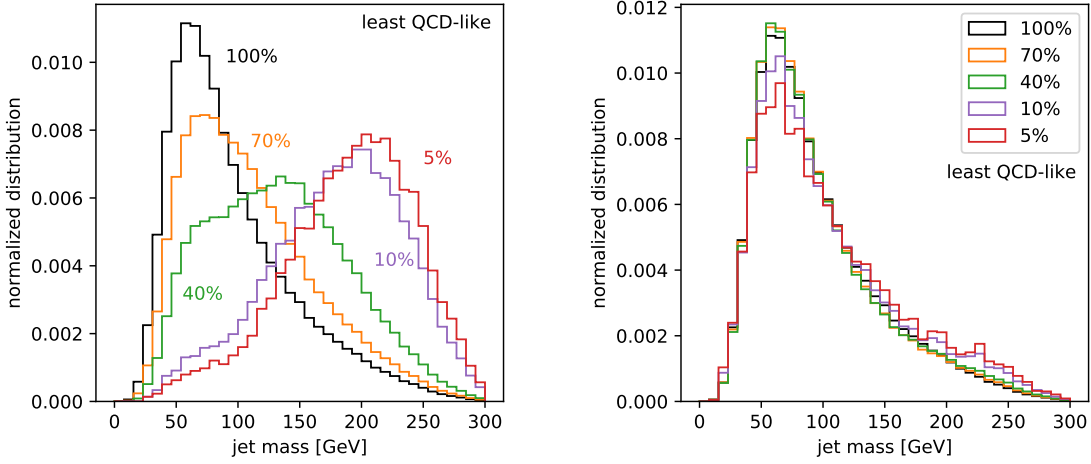 least QCD-like
100%
70%
5%
10%
40%
0.010
0.008
0.006
0.004
0.002
0.000
normalized distribution
0 50 100 150 200 250 300
jet mass [GeV]
0.012
0.010
0.008
0.006
0.004
0.002
0.000
normalized distribution
100%
70%
40%
10%
5%
least QCD-like
0 50 100 150 200 250 300
jet mass [GeV]